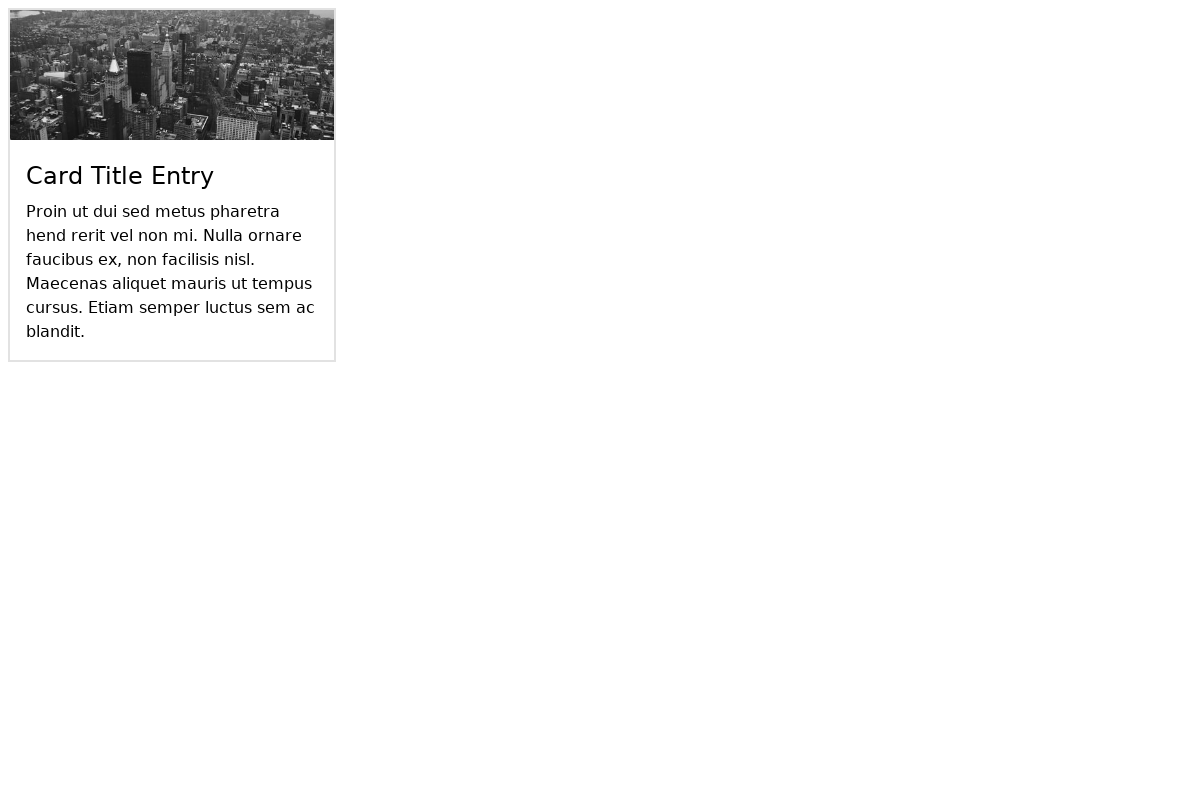 Card Title Entry
Proin ut dui sed metus pharetra
hend rerit vel non mi. Nulla ornare
faucibus ex, non facilisis nisl.
Maecenas aliquet mauris ut tempus
cursus. Etiam semper luctus sem ac
blandit.